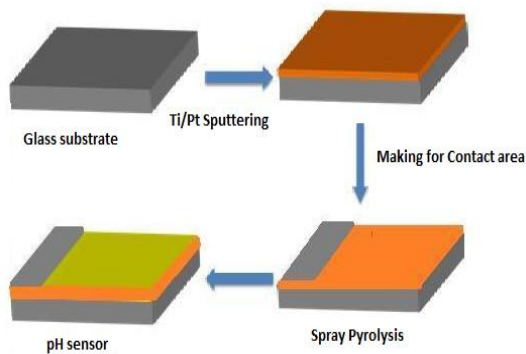 Glass substrate
Ti/Pt Sputtering
Making for Contact area
Spray Pyrolysis
pH sensor